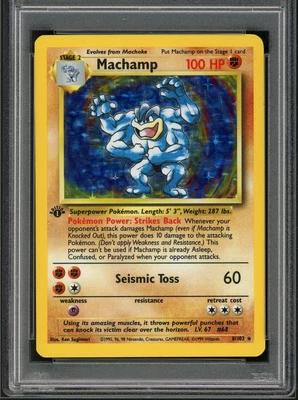 STAGE 2
Evolves from Machoke
Put Machamp on the Stage 1 card
Machamp
100 HP
1
EDITION
Superpower Pokémon. Length: 5' 3", Weight: 287 lbs.
Pokémon Power: Strikes Back Whenever your
opponent's attack damages Machamp (even if Machamp is
Knocked Out), this power does 10 damage to the attacking
Pokémon. (Don't apply Weakness and Resistance.) This
power can't be used if Machamp is already Asleep,
Confused, or Paralyzed when your opponent attacks.
Seismic Toss 60
weakness
resistance
retreat cost
Using its amazing muscles, it throws powerful punches that
can knock its victim clear over the horizon. LV. 67 #68
Illus. Ken Sugimori
©1995, 96, 98 Nintendo, Creatures, GAMEFREAK. ©1999 Wizards.
8/102